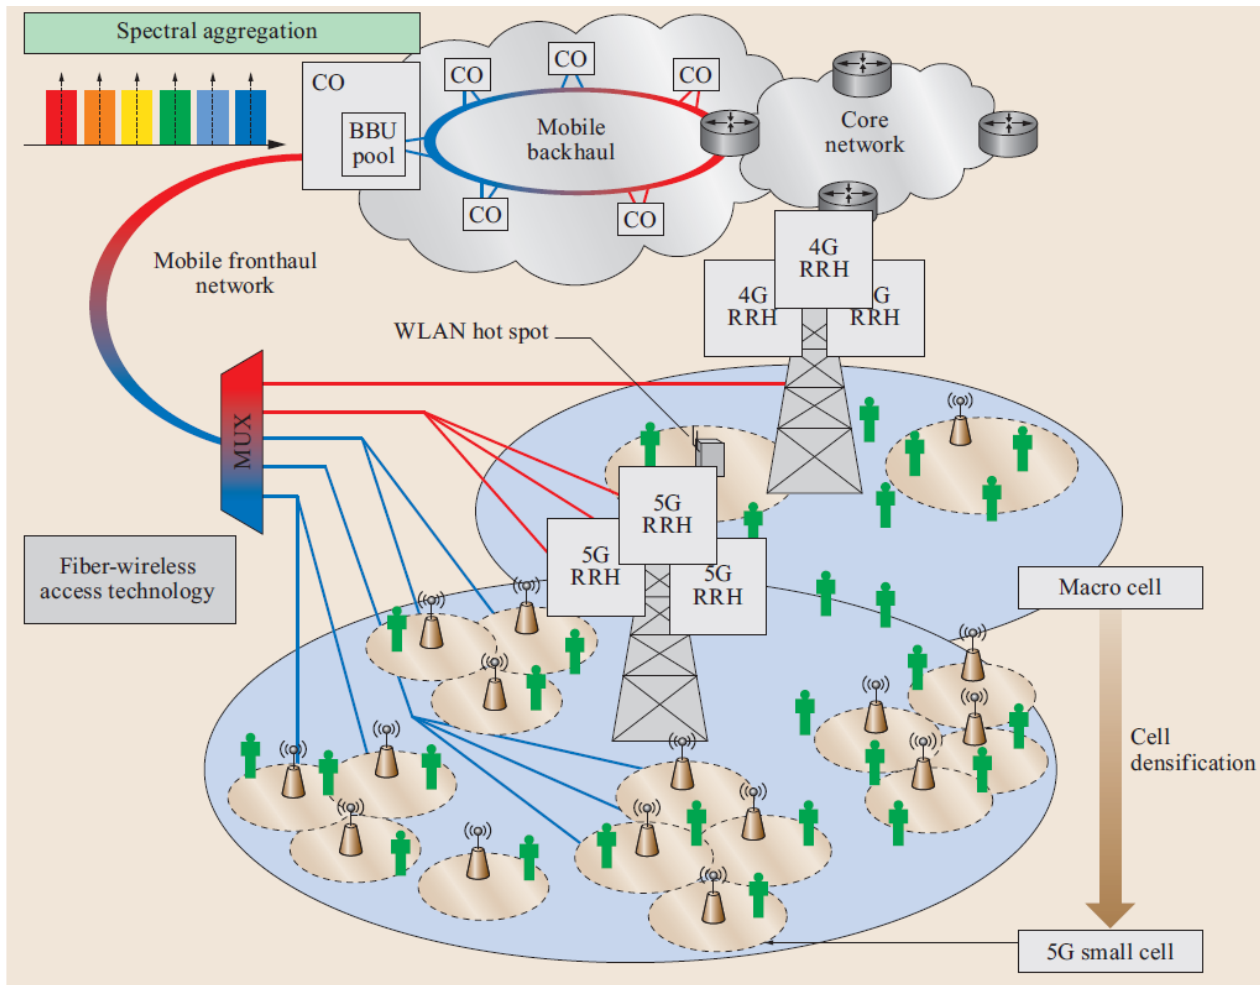 Spectral aggregation
CO
BBU
pool
CO
CO
CO
Mobile
backhaul
CO
CO
Core
network
Mobile fronthaul
network
4G
RRH
4G
RRH
G
RRH
WLAN hot spot
MUX
5G
RRH
5G
RRH
5G
RRH
Fiber-wireless
access technology
Macro cell
Cell
densification
5G small cell